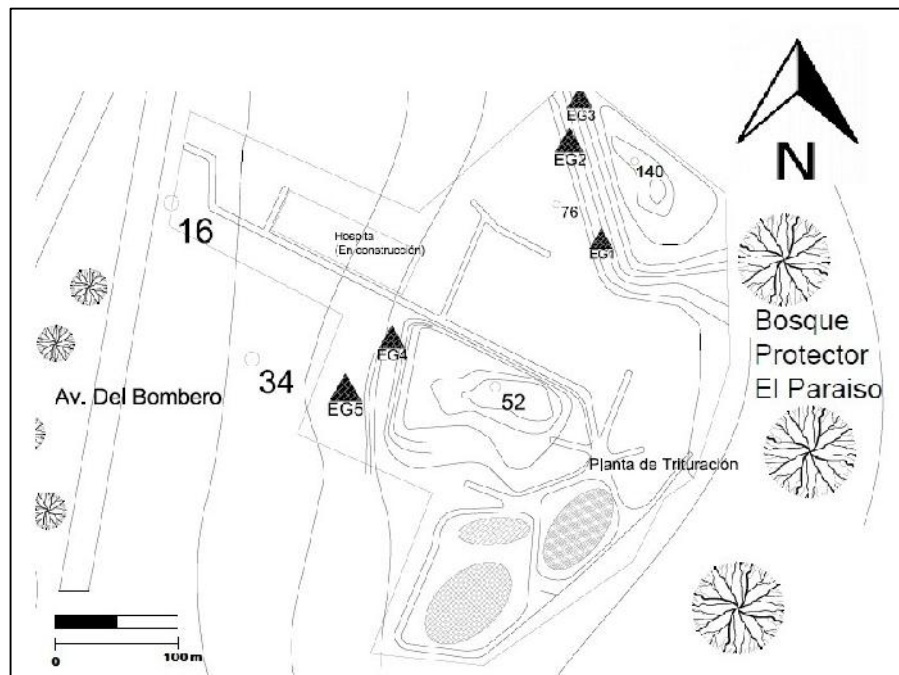 EG3
EG2
140
N
76
16
Hospita
(En construcción)
EG1
Bosque
Protector
El Paraiso
EG4
34
52
Av. Del Bombero
EG5
Planta de Trituración
0
100 m